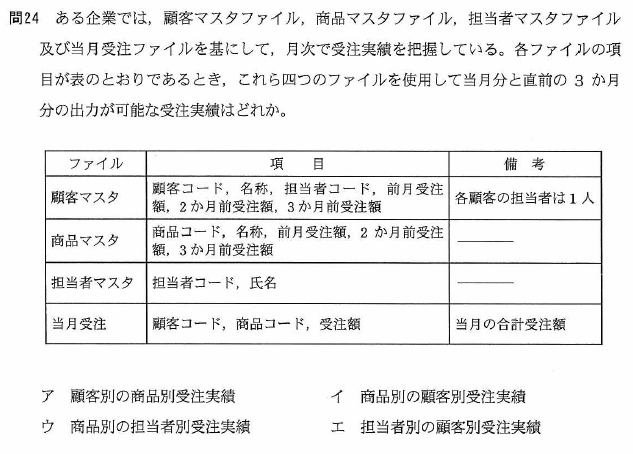 問24 ある企業では，顧客マスタファイル，商品マスタファイル，担当者マスタファイル
及び当月受注ファイルを基にして，月次で受注実績を把握している。各ファイルの項
目が表のとおりであるとき，これら四つのファイルを使用して当月分と直前の 3 か月
分の出力が可能な受注実績はどれか。
ファイル 項 目 備 考
顧客マスタ 顧客コード，名称，担当者コード，前月受注
額，2 か月前受注額，3 か月前受注額 各顧客の担当者は 1 人
商品マスタ 商品コード，名称，前月受注額，2 か月前受注
額，3 か月前受注額 ――――
担当者マスタ 担当者コード，氏名 ――――
当月受注 顧客コード，商品コード，受注額 当月の合計受注額
ア 顧客別の商品別受注実績 イ 商品別の顧客別受注実績
ウ 商品別の担当者別受注実績 エ 担当者別の顧客別受注実績